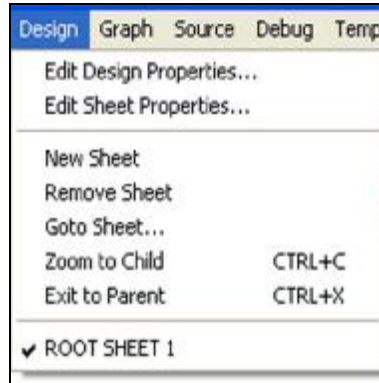 Design Graph Source Debug Temp
Edit Design Properties...
Edit Sheet Properties...
New Sheet
Remove Sheet
Goto Sheet...
Zoom to Child CTRL+C
Exit to Parent CTRL+X
✔ ROOT SHEET 1